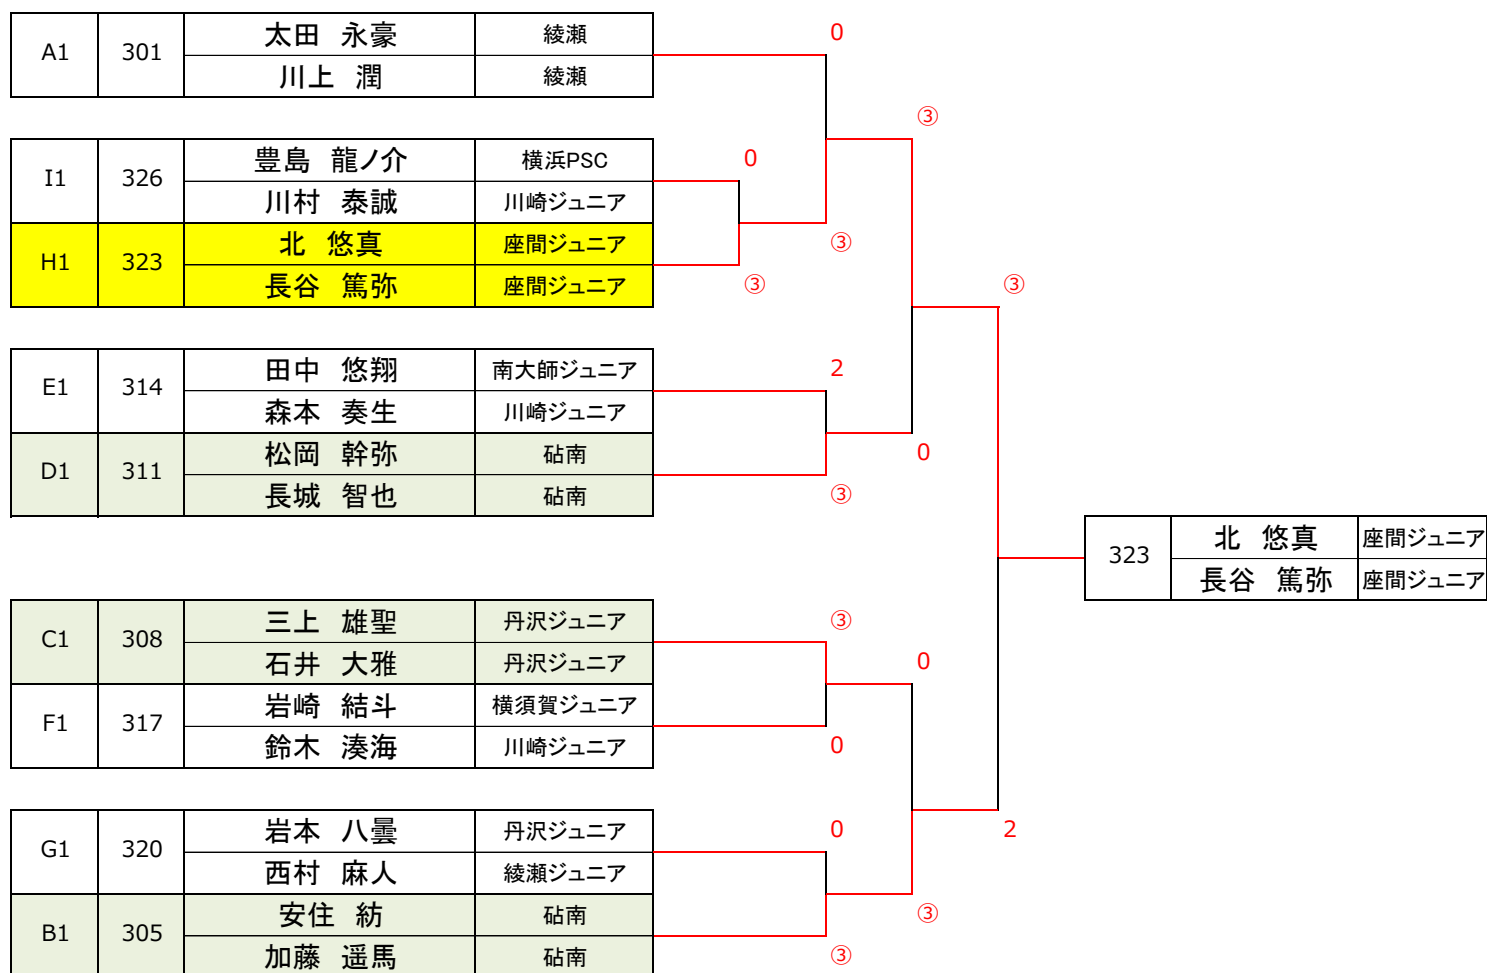 太田 永豪 綾瀬 0
A1 301
川上 潤 綾瀬
③
豊島 龍ノ介 横浜PSC 0
I1 326
川村 泰誠 川崎ジュニア
北 悠真 座間ジュニア ③
H1 323
長谷 篤弥 座間ジュニア ③ ③
田中 悠翔 南大師ジュニア 2
E1 314
森本 奏生 川崎ジュニア
松岡 幹弥 砧南 0
D1 311
長城 智也 砧南 ③
北 悠真 座間ジュニア
323
長谷 篤弥 座間ジュニア
三上 雄聖 丹沢ジュニア ③
C1 308
石井 大雅 丹沢ジュニア 0
岩崎 結斗 横須賀ジュニア
F1 317
鈴木 湊海 川崎ジュニア 0
岩本 八曇 丹沢ジュニア 0 2
G1 320
西村 麻人 綾瀬ジュニア
安住 紡 砧南 ③
B1 305
加藤 遥馬 砧南 ③